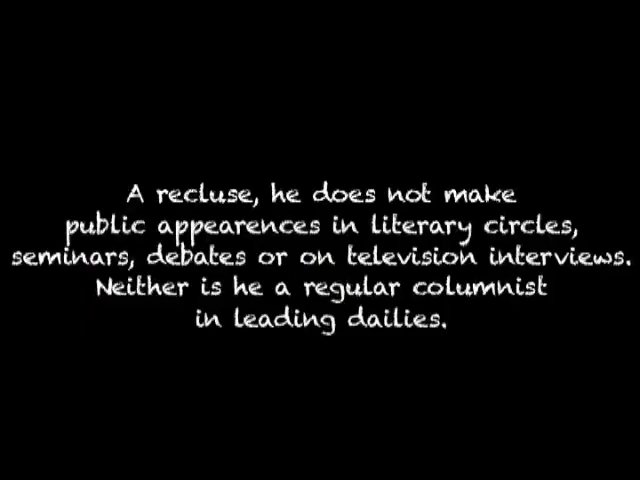 A recluse, he does not make
public appearences in literary circles,
seminars, debates or on television interviews.
Neither is he a regular columnist
in leading dailies.